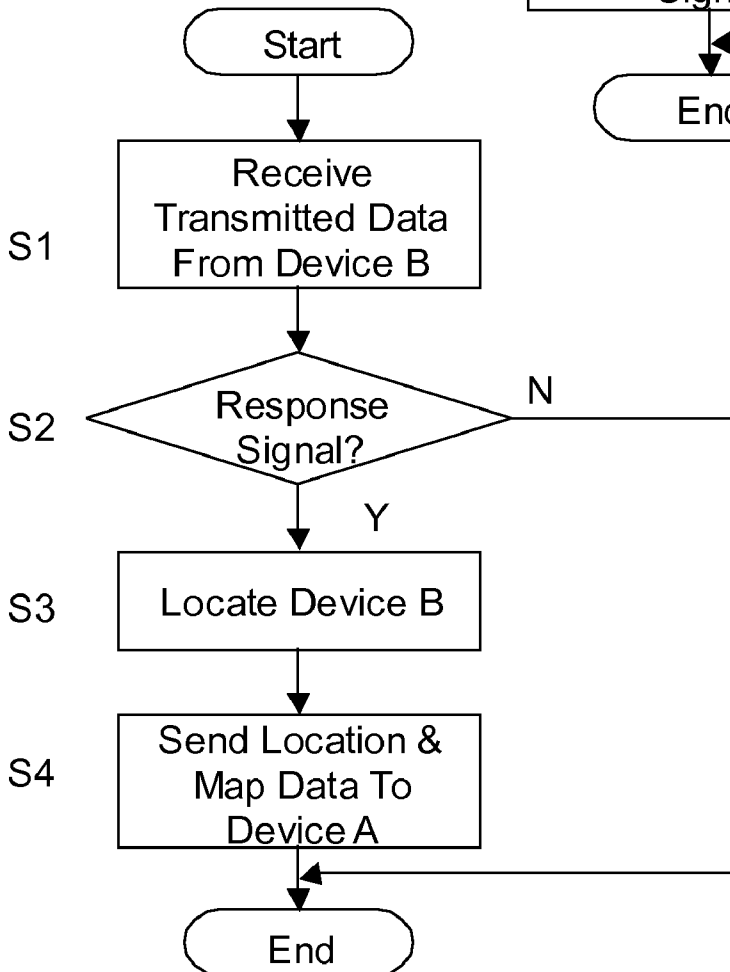 Start
S1
Receive
Transmitted Data
From Device B
S2
Response
Signal?
N
Y
S3
Locate Device B
S4
Send Location &
Map Data To
Device A
End